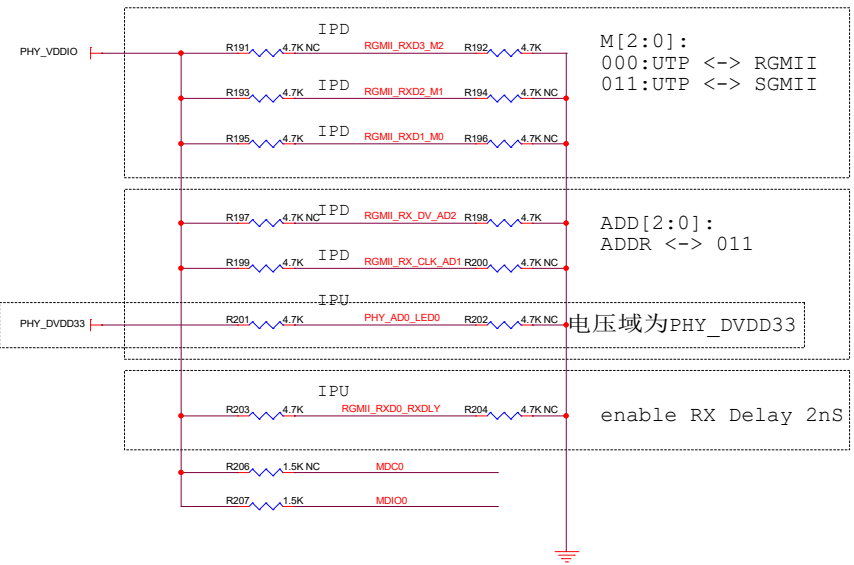 IPD
PHY_VDDIO R191 4.7K NC RGMII_RXD3_M2 R192 4.7K
M[2:0]:
000:UTP <-> RGMII
011:UTP <-> SGMII
IPD
R193 4.7K RGMII_RXD2_M1 R194 4.7K NC
IPD
R195 4.7K RGMII_RXD1_M0 R196 4.7K NC
IPD
R197 4.7K NC RGMII_RX_DV_AD2 R198 4.7K
ADD[2:0]:
ADDR <-> 011
IPD
R199 4.7K RGMII_RX_CLK_AD1 R200 4.7K NC
IPU
PHY_DVDD33 R201 4.7K PHY_AD0_LED0 R202 4.7K NC 电压域为PHY_DVDD33
IPU
R203 4.7K RGMII_RXD0_RXDLY R204 4.7K NC enable RX Delay 2nS
R206 1.5K NC MDC0
R207 1.5K MDIO0